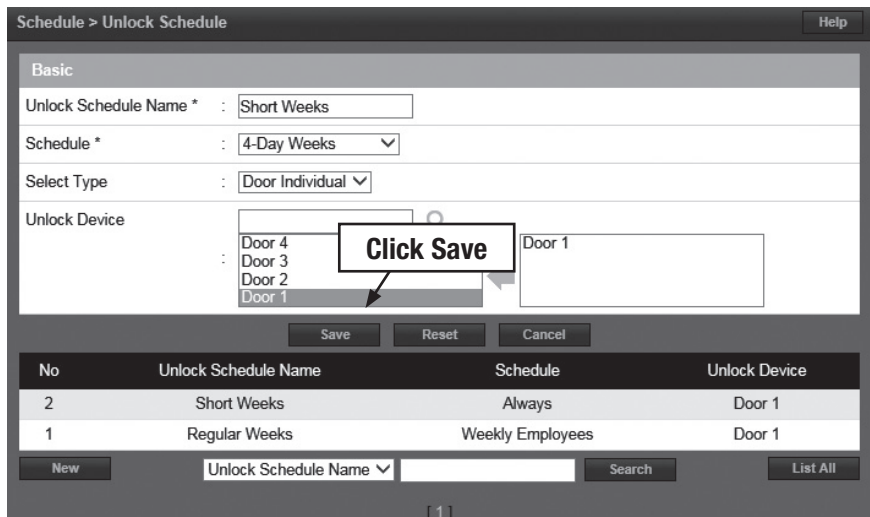 Schedule > Unlock Schedule
Help
Basic
Unlock Schedule Name * : Short Weeks
Schedule * : 4-Day Weeks
Select Type : Door Individual
Unlock Device :
Door 4
Door 3
Door 2
Door 1
Click Save
Door 1
Save Reset Cancel
No Unlock Schedule Name Schedule Unlock Device
2 Short Weeks Always Door 1
1 Regular Weeks Weekly Employees Door 1
New Unlock Schedule Name Search List All
[ 1 ]